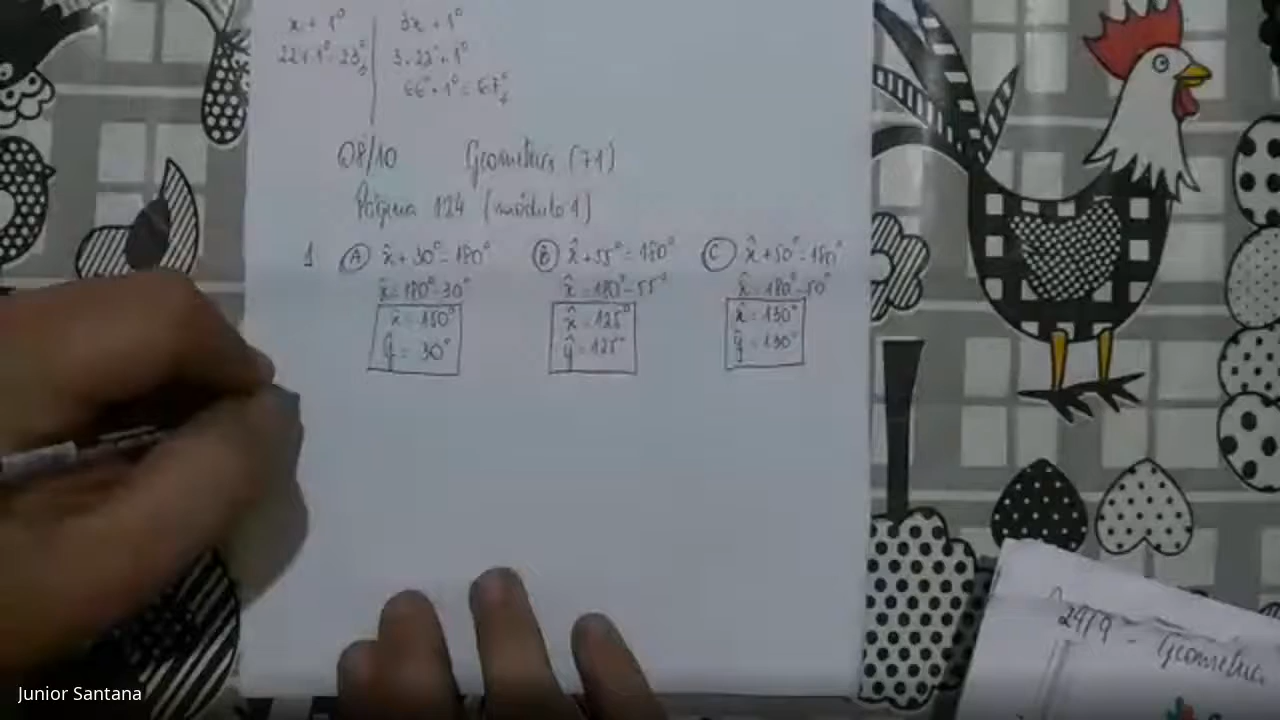 x + 1° 3x + 1°
22+1°=23° 3.22°+1°
66°+1°=67°
08/10 Geometria (71)
Página 124 (módulo 1)
1 A x̂ + 30° = 180° B x̂ + 55° = 180° C x̂ + 50° = 180°
x̂ = 180° - 30° x̂ = 180° - 55° x̂ = 180° - 50°
x̂ = 150° x̂ = 125° x̂ = 130°
ŷ = 30° ŷ = 125° ŷ = 130°
2419 - Geometria
Junior Santana